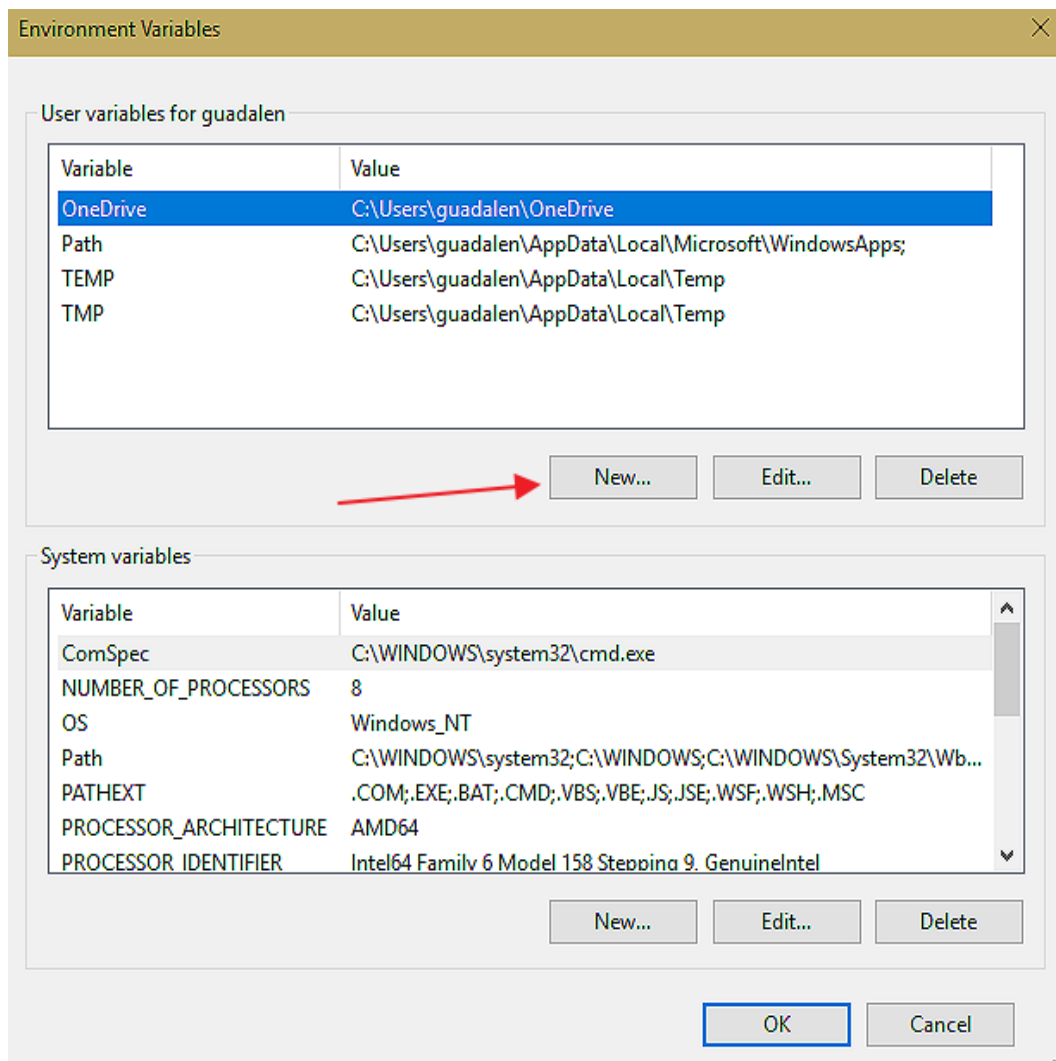 Environment Variables
User variables for guadalen
Variable Value
OneDrive C:\Users\guadalen\OneDrive
Path C:\Users\guadalen\AppData\Local\Microsoft\WindowsApps;
TEMP C:\Users\guadalen\AppData\Local\Temp
TMP C:\Users\guadalen\AppData\Local\Temp
New... Edit... Delete
System variables
Variable Value
ComSpec C:\WINDOWS\system32\cmd.exe
NUMBER_OF_PROCESSORS 8
OS Windows_NT
Path C:\WINDOWS\system32;C:\WINDOWS;C:\WINDOWS\System32\Wb...
PATHEXT .COM;.EXE;.BAT;.CMD;.VBS;.VBE;.JS;.JSE;.WSF;.WSH;.MSC
PROCESSOR_ARCHITECTURE AMD64
PROCESSOR_IDENTIFIER Intel64 Family 6 Model 158 Stepping 9, GenuineIntel
New... Edit... Delete
OK Cancel